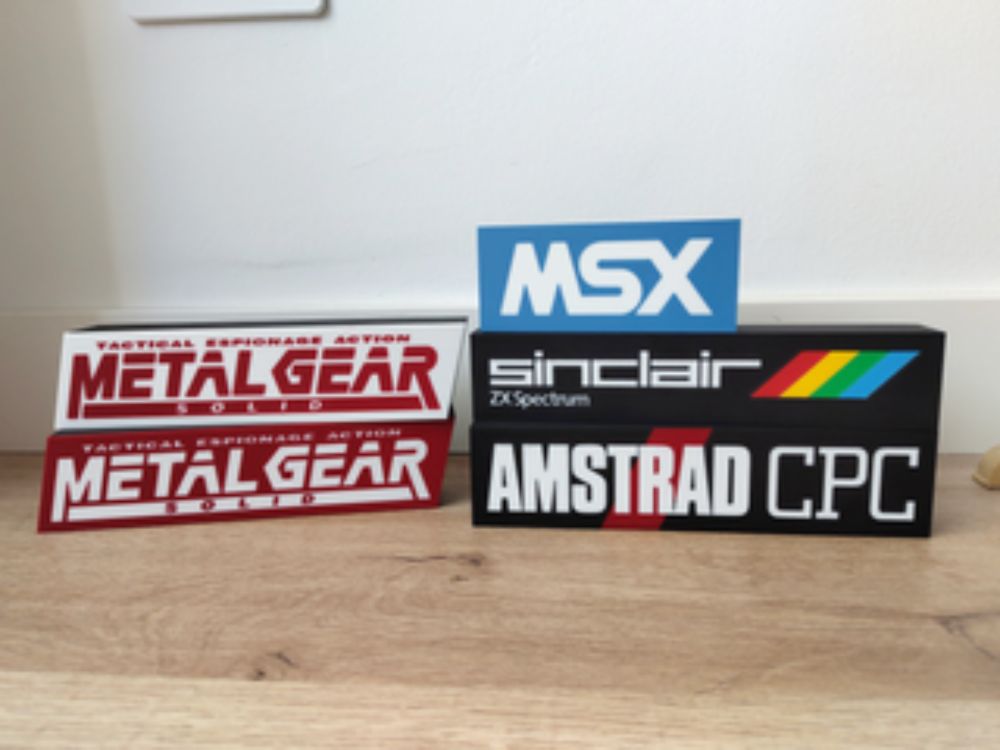 TACTICAL ESPIONAGE ACTION
METAL GEAR
SOLID
TACTICAL ESPIONAGE ACTION
METAL GEAR
SOLID
MSX
sinclair
ZX Spectrum
AMSTRAD CPC